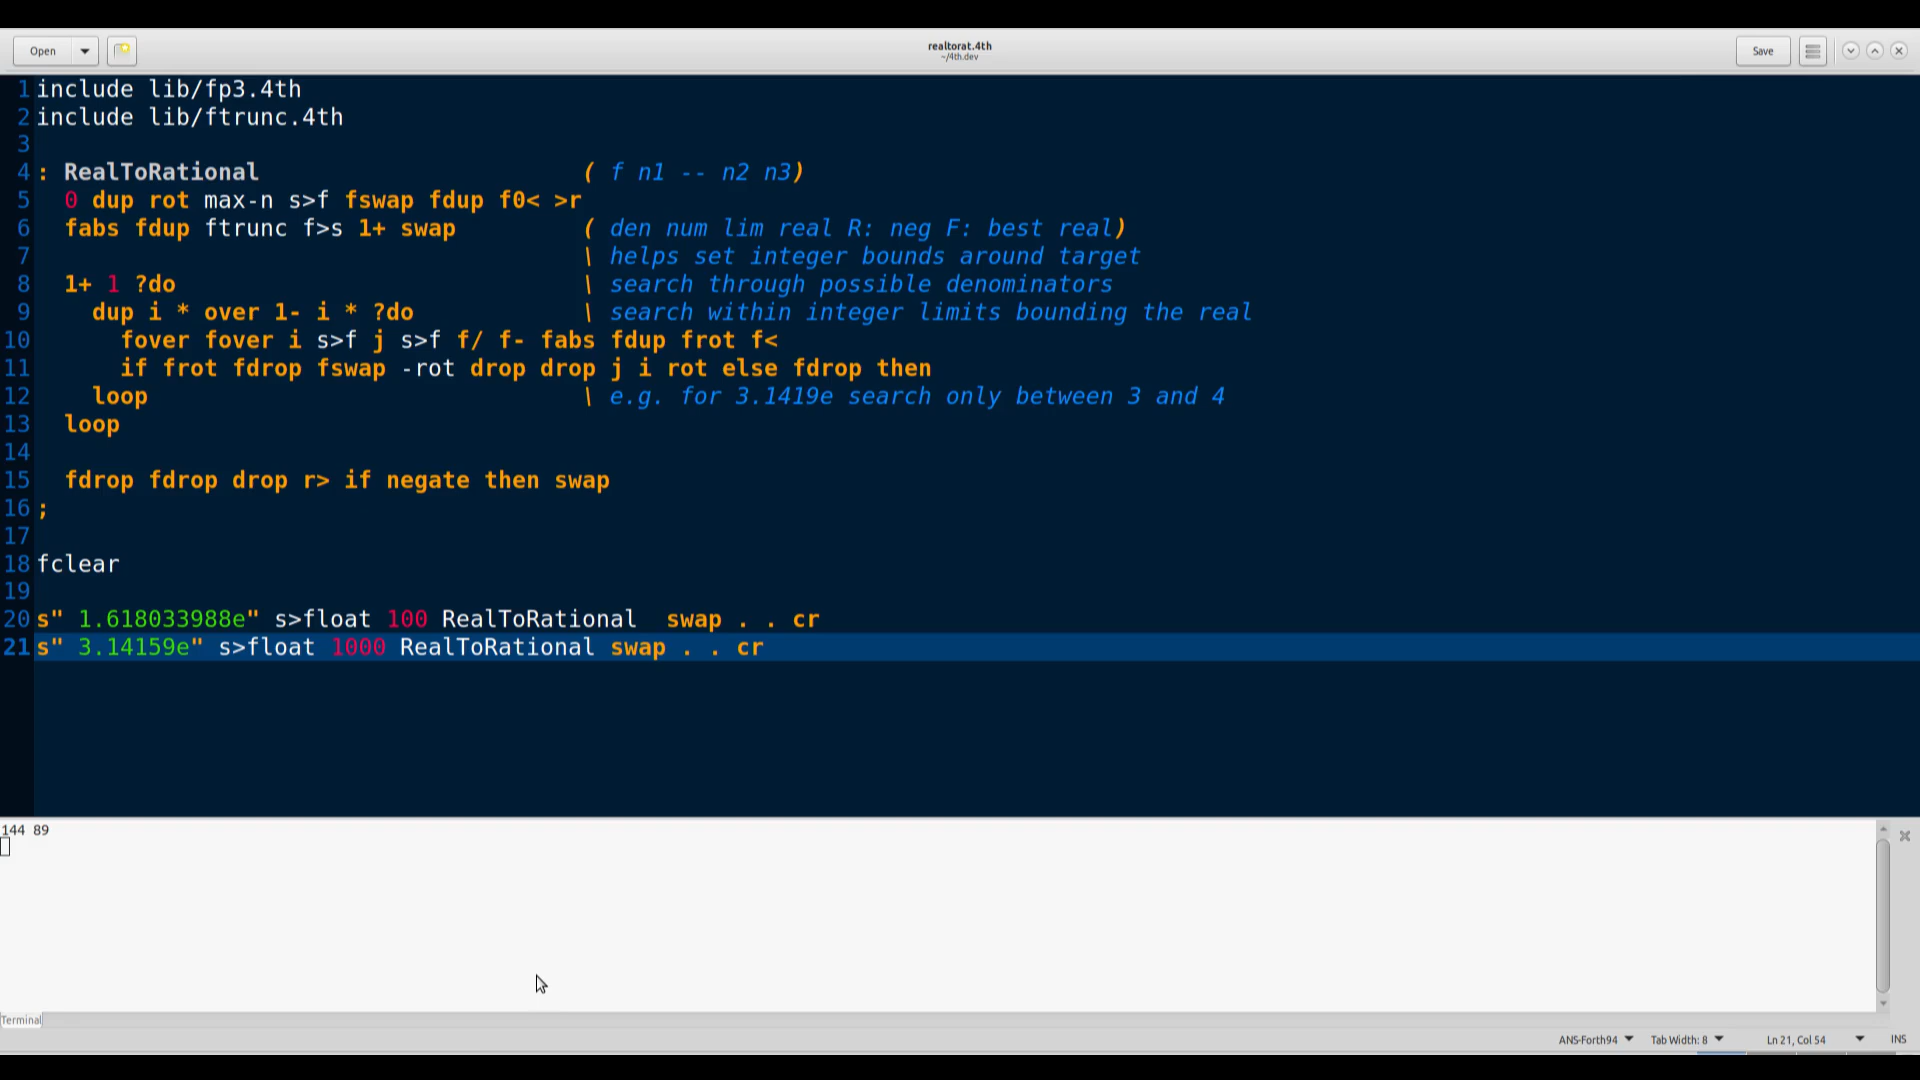 Open
realtorat.4th
~/4th.dev
Save
1 include lib/fp3.4th
2 include lib/ftrunc.4th
3
4 : RealToRational ( f n1 -- n2 n3)
5 0 dup rot max-n s>f fswap fdup f0< >r
6 fabs fdup ftrunc f>s 1+ swap ( den num lim real R: neg F: best real)
7 \ helps set integer bounds around target
8 1+ 1 ?do \ search through possible denominators
9 dup i * over 1- i * ?do \ search within integer limits bounding the real
10 fover fover i s>f j s>f f/ f- fabs fdup frot f<
11 if frot fdrop fswap -rot drop drop j i rot else fdrop then
12 loop \ e.g. for 3.1419e search only between 3 and 4
13 loop
14
15 fdrop fdrop drop r> if negate then swap
16 ;
17
18 fclear
19
20 s" 1.618033988e" s>float 100 RealToRational swap . . cr
21 s" 3.14159e" s>float 1000 RealToRational swap . . cr
144 89
Terminal
ANS-Forth94 Tab Width: 8 Ln 21, Col 54 INS